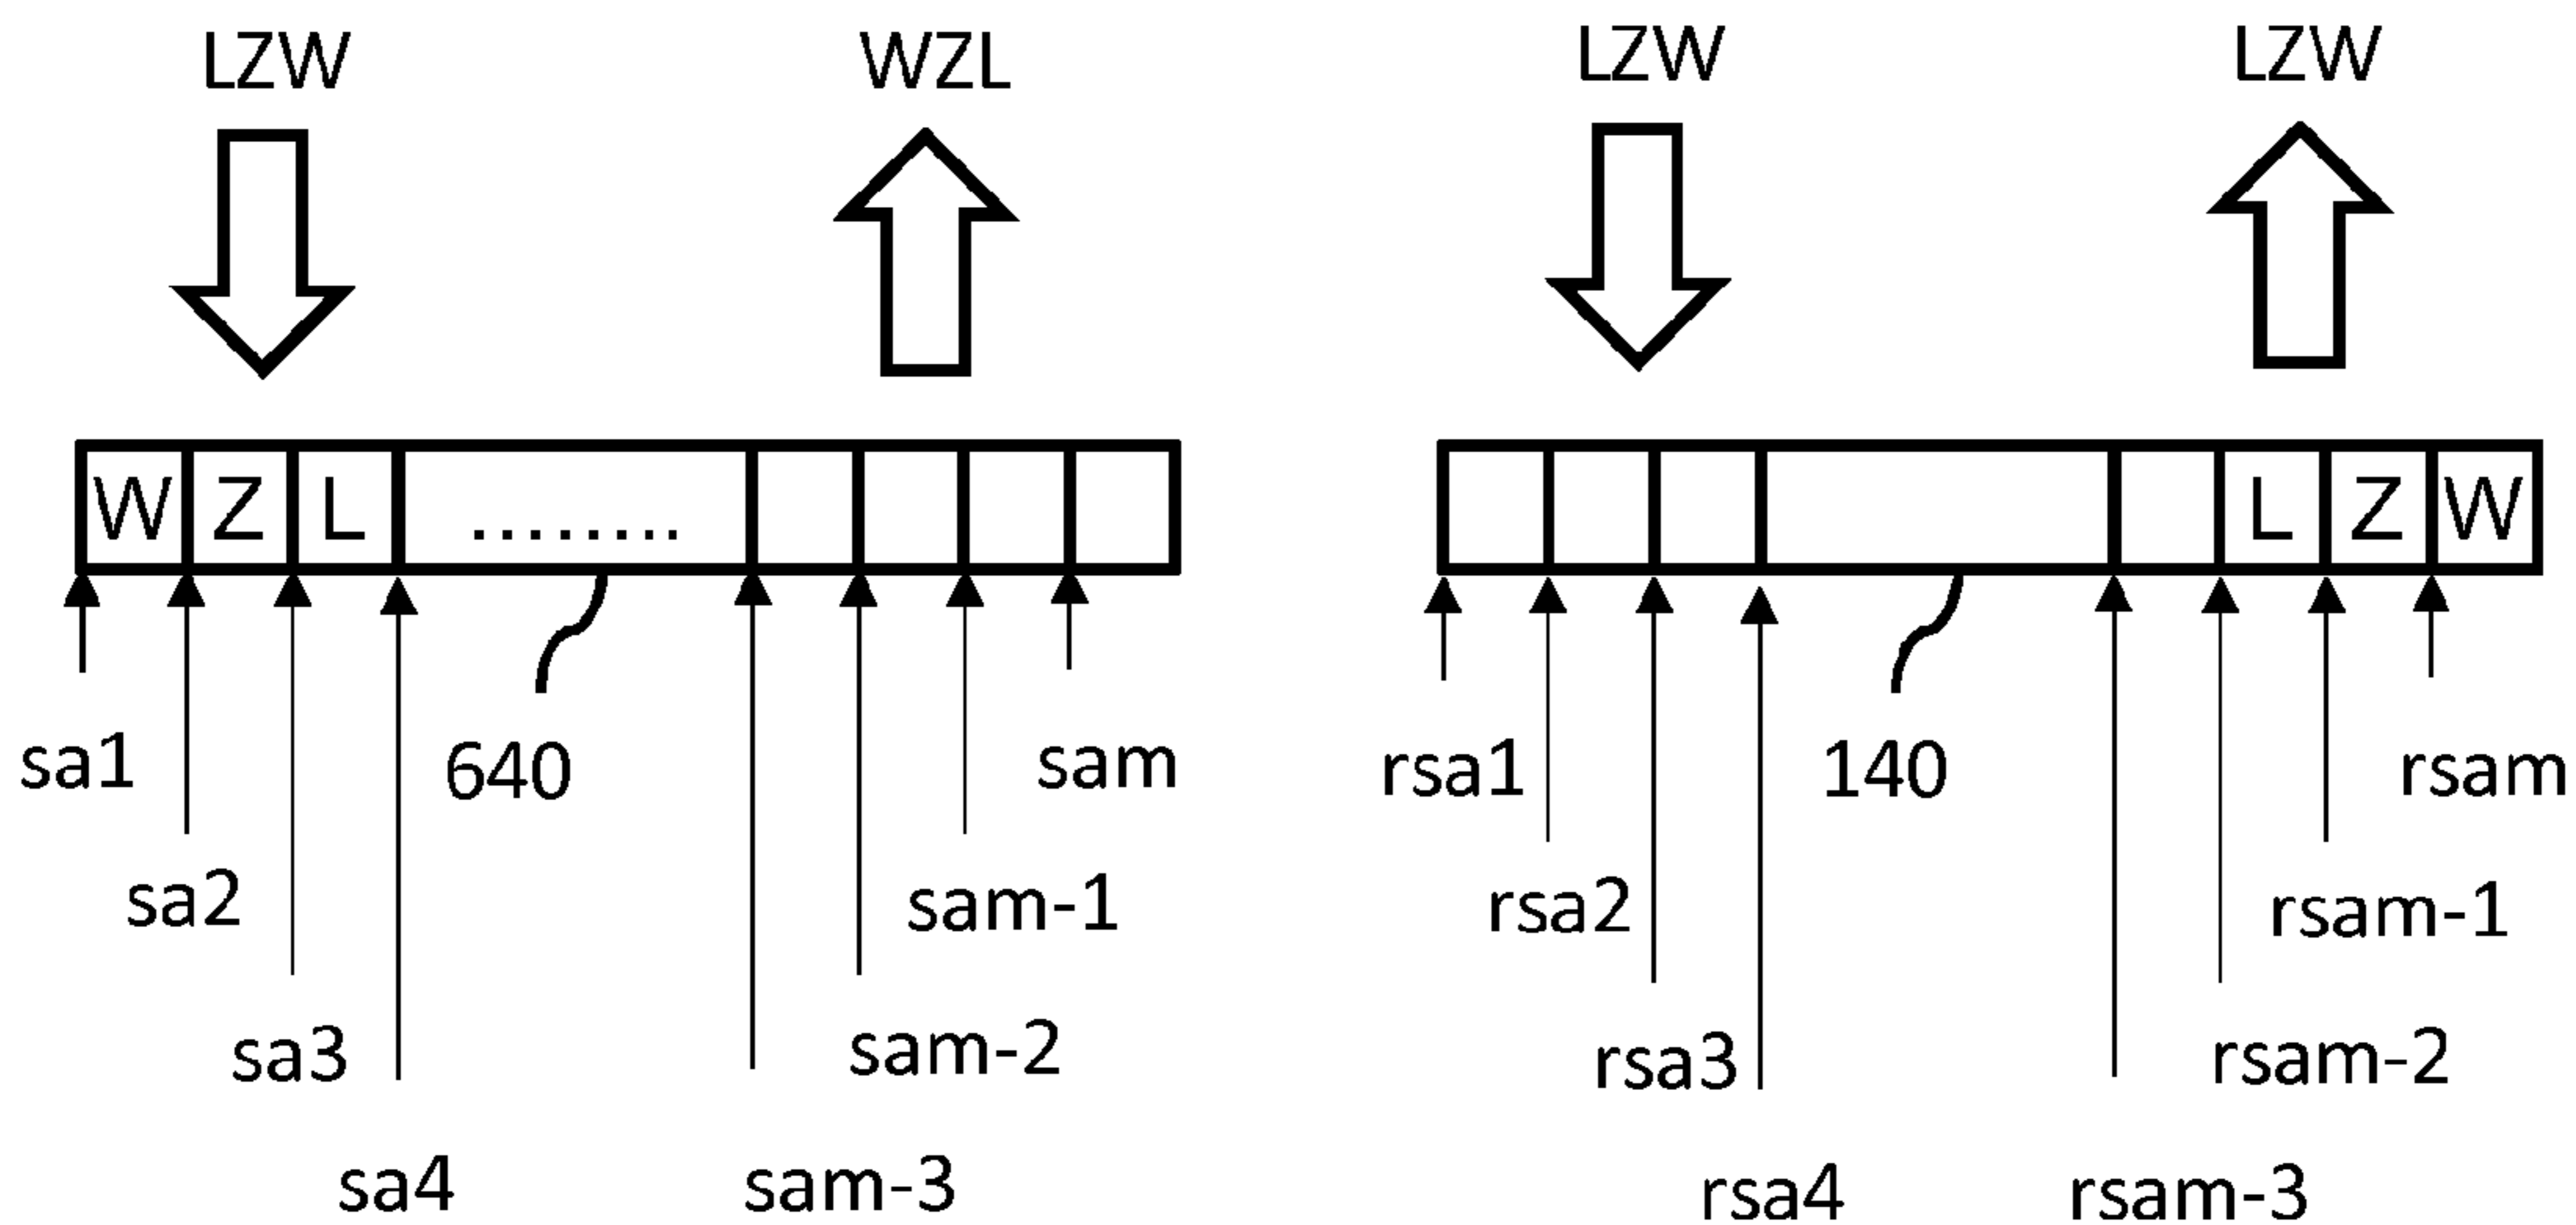 LZW WZL LZW LZW
W Z L ........ L Z W
sa1 640 sam rsa1 140 rsam
sa2 sam-1 rsa2 rsam-1
sa3 sam-2 rsa3 rsam-2
sa4 sam-3 rsa4 rsam-3